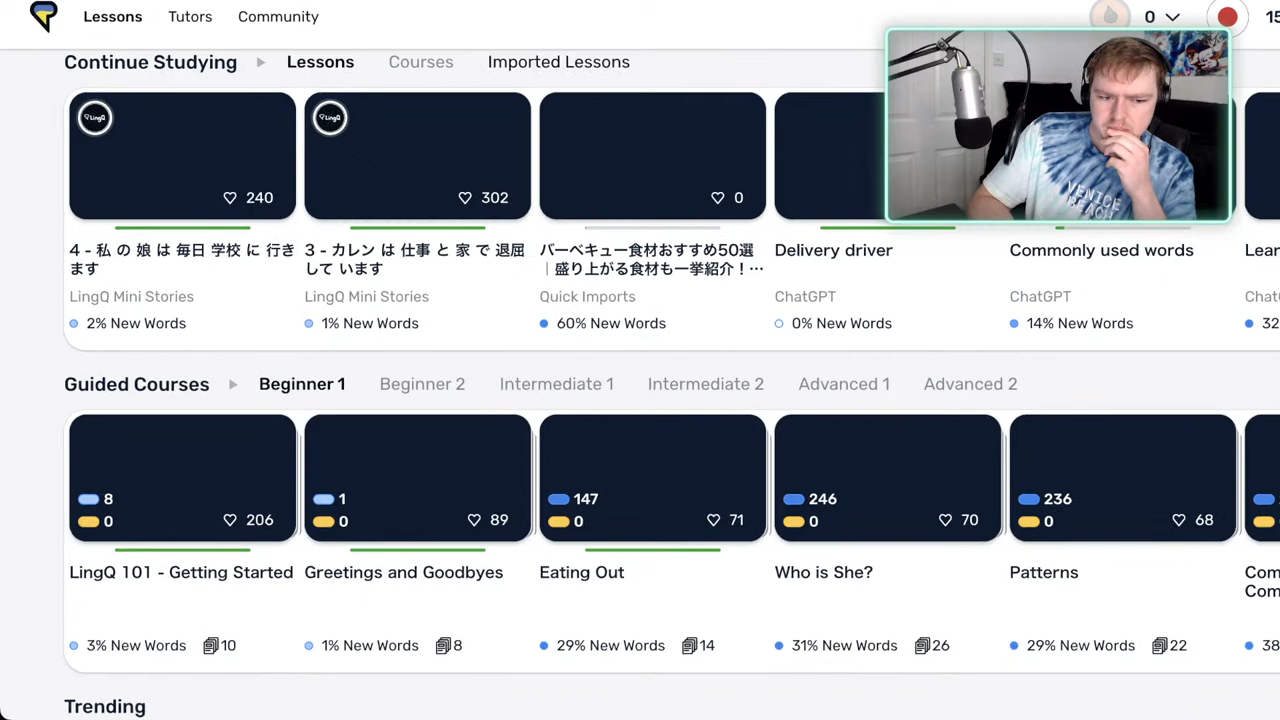 Lessons Tutors Community 0 15
Continue Studying Lessons Courses Imported Lessons
LingQ LingQ
240 302 0
4 - 私 の 娘 は 毎日 学校 に 行き
ます
3 - カレン は 仕事 と 家 で 退屈
して います
バーベキュー食材おすすめ50選
｜盛り上がる食材も一挙紹介！…
Delivery driver
Commonly used words
Lear
LingQ Mini Stories LingQ Mini Stories Quick Imports ChatGPT ChatGPT Chat
2% New Words 1% New Words 60% New Words 0% New Words 14% New Words 32
VENICE
BEACH
Guided Courses Beginner 1 Beginner 2 Intermediate 1 Intermediate 2 Advanced 1 Advanced 2
8 1 147 246 236
0 206 0 89 0 71 0 70 0 68
LingQ 101 - Getting Started Greetings and Goodbyes Eating Out Who is She? Patterns Com
Com
3% New Words 10 1% New Words 8 29% New Words 14 31% New Words 26 29% New Words 22 38
Trending